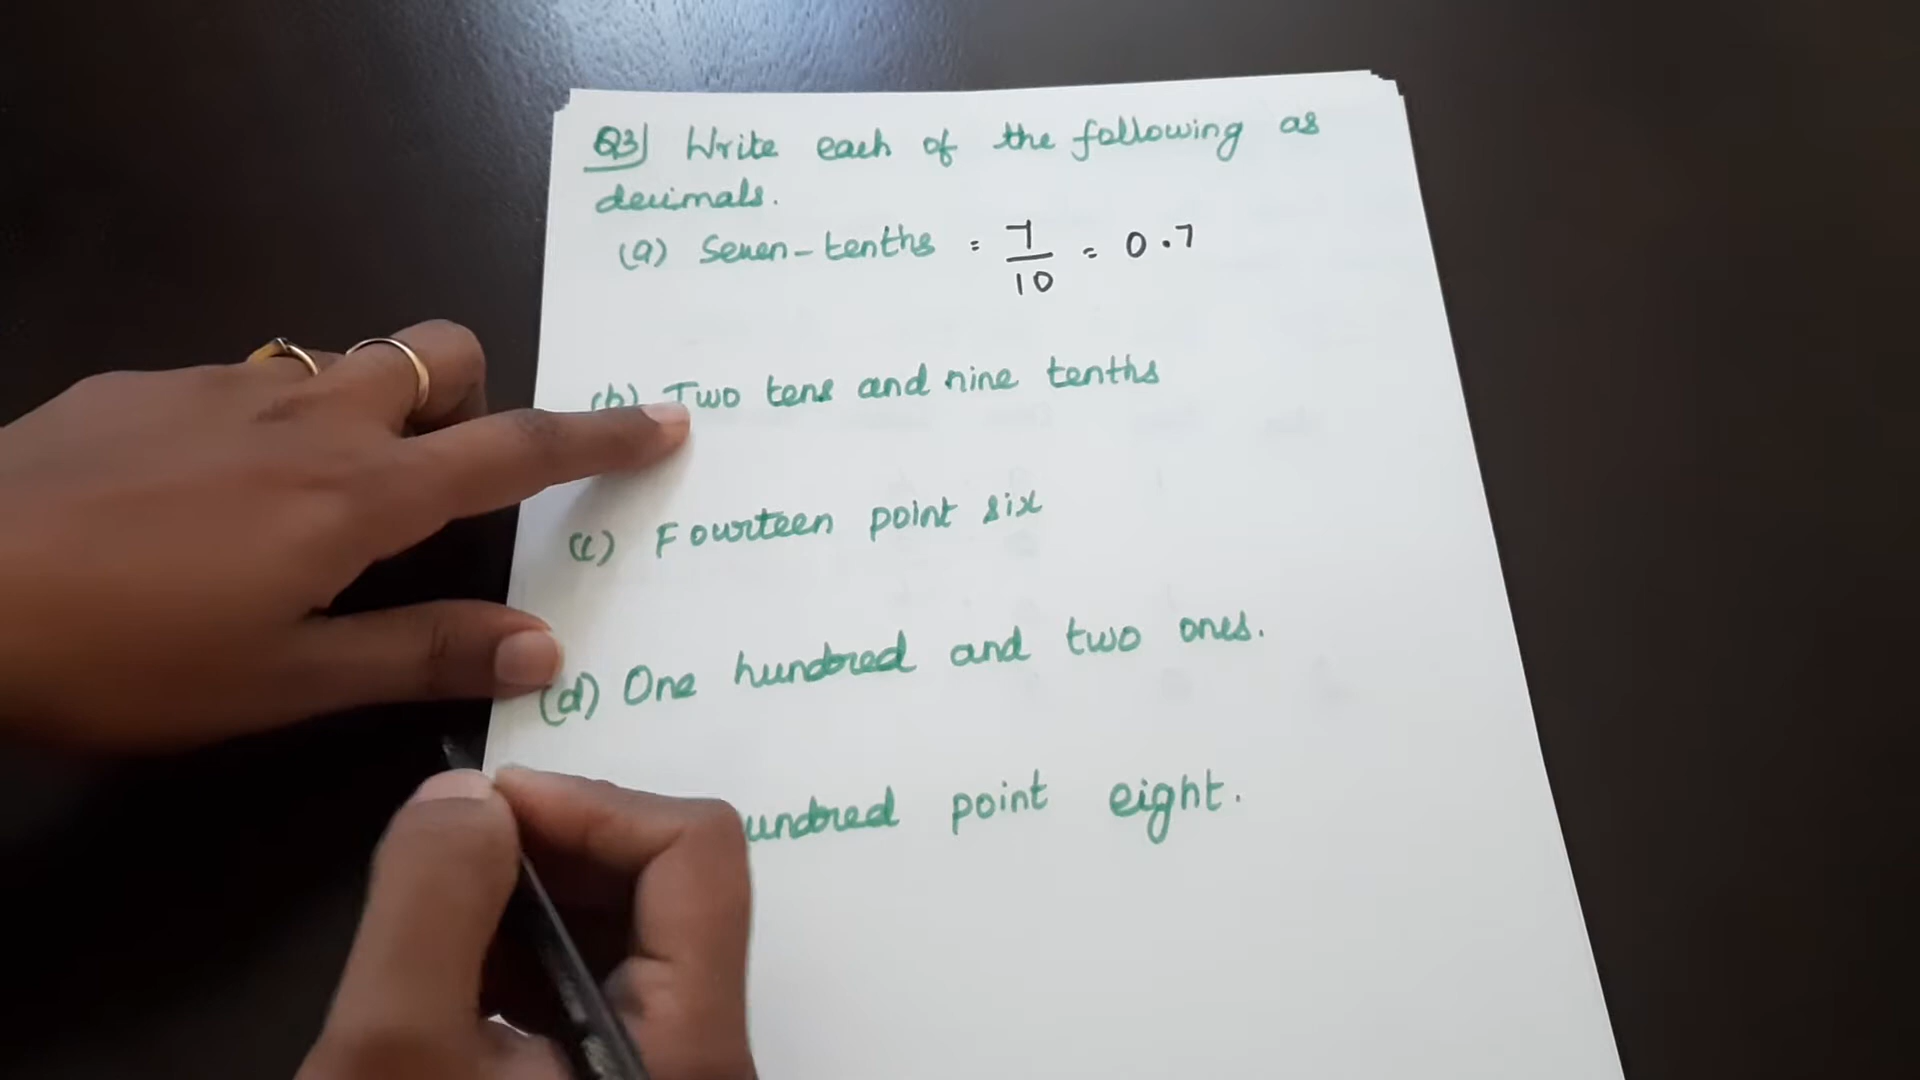 Q3) Write each of the following as
decimals.
(a) Seven-tenths = 7/10 = 0.7
(b) Two tens and nine tenths
(c) Fourteen point six
(d) One hundred and two ones.
point eight.